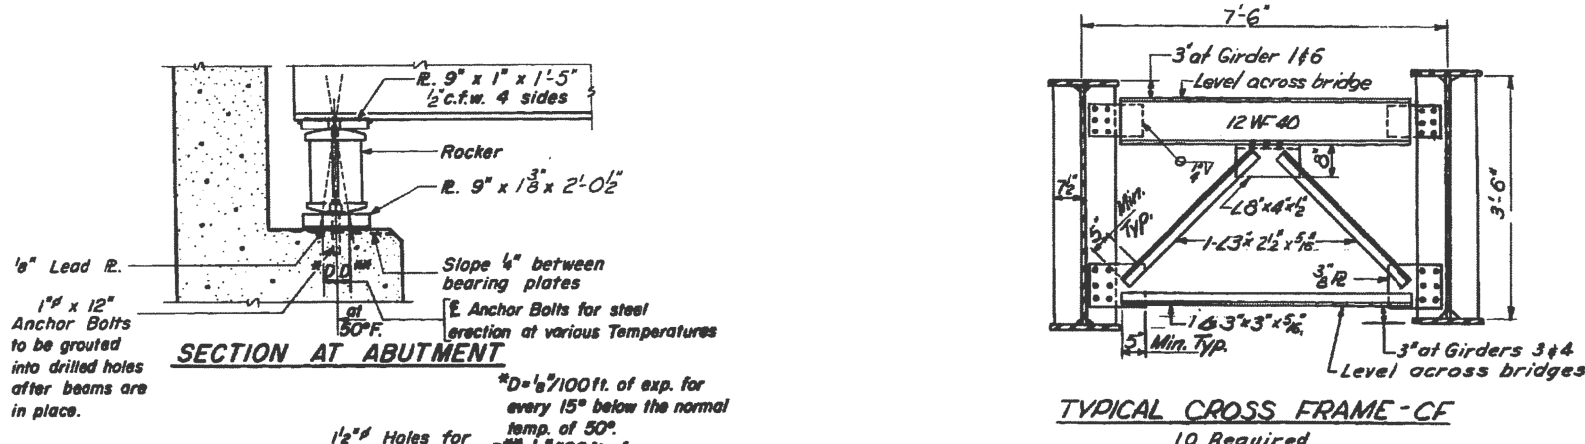 ℄ 9" x 1" x 1'-5"
1/2" c.f.w. 4 sides
Rocker
℄ 9" x 1 3/8" x 2'-0 1/2"
1/8" Lead ℄
*D D**
Slope 1/4" between
bearing plates
1"ø x 12"
Anchor Bolts
to be grouted
into drilled holes
after beams are
in place.
at
50°F.
℄ Anchor Bolts for steel
erection at various Temperatures
SECTION AT ABUTMENT
*D=1/8"/100 ft. of exp. for
every 15° below the normal
temp. of 50°.
1 1/2"ø Holes for
7'-6"
3" at Girder 1 & 6
Level across bridge
12 WF 40
8"
1/4"
7 1/2"
3'-6"
L8"x4"x1/2"
5" Min. Typ.
1-L3"x2 1/2"x5/16"
3/8" ℄
1 L 3"x3"x5/16"
5" Min. Typ.
3" at Girders 3 & 4
Level across bridges
TYPICAL CROSS FRAME-CF
10 Required